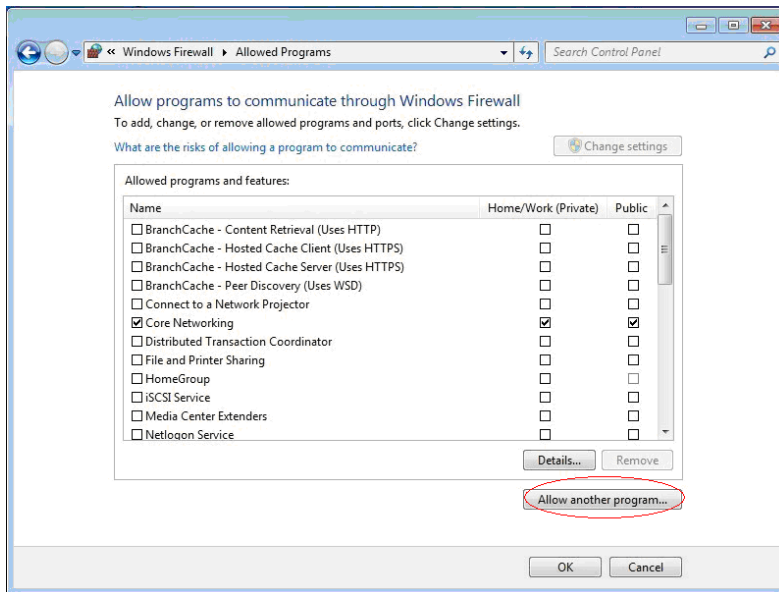 « Windows Firewall ▸ Allowed Programs
Search Control Panel
Allow programs to communicate through Windows Firewall
To add, change, or remove allowed programs and ports, click Change settings.
What are the risks of allowing a program to communicate?
Change settings
Allowed programs and features:
Name Home/Work (Private) Public
BranchCache - Content Retrieval (Uses HTTP)
BranchCache - Hosted Cache Client (Uses HTTPS)
BranchCache - Hosted Cache Server (Uses HTTPS)
BranchCache - Peer Discovery (Uses WSD)
Connect to a Network Projector
Core Networking
Distributed Transaction Coordinator
File and Printer Sharing
HomeGroup
iSCSI Service
Media Center Extenders
Netlogon Service
Details... Remove
Allow another program...
OK Cancel